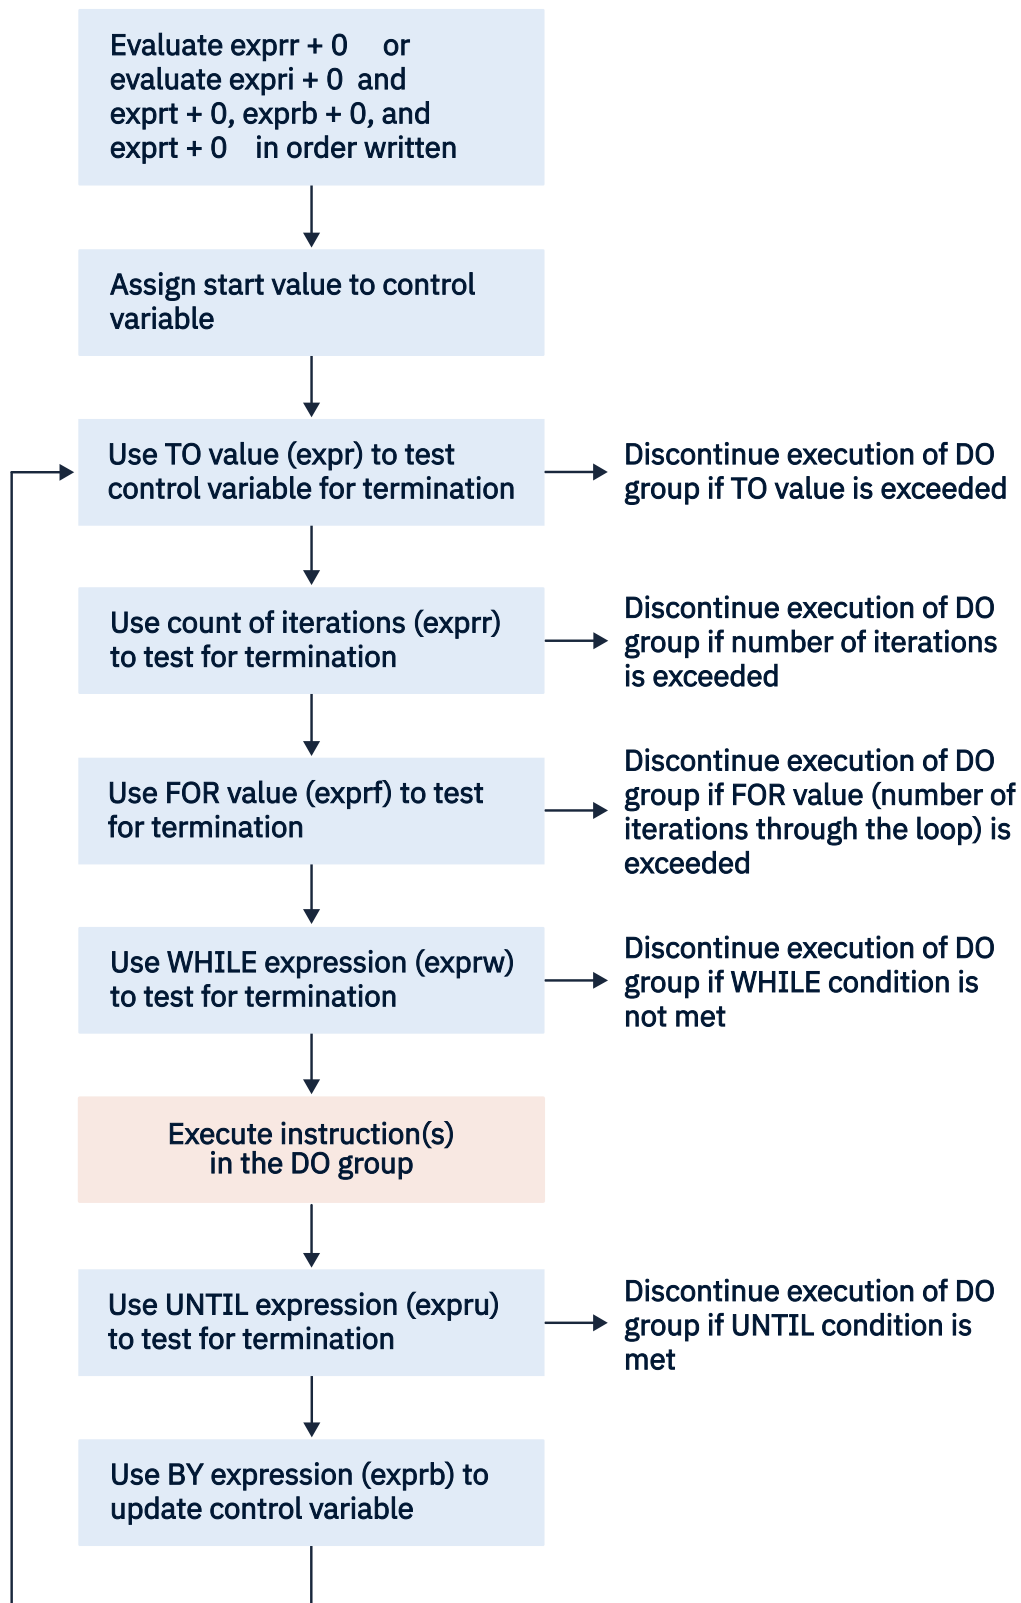 Evaluate exprr + 0 or
evaluate expri + 0 and
exprt + 0, exprb + 0, and
exprt + 0 in order written
Assign start value to control
variable
Use TO value (expr) to test
control variable for termination
Discontinue execution of DO
group if TO value is exceeded
Use count of iterations (exprr)
to test for termination
Discontinue execution of DO
group if number of iterations
is exceeded
Use FOR value (exprf) to test
for termination
Discontinue execution of DO
group if FOR value (number of
iterations through the loop) is
exceeded
Use WHILE expression (exprw)
to test for termination
Discontinue execution of DO
group if WHILE condition is
not met
Execute instruction(s)
in the DO group
Use UNTIL expression (expru)
to test for termination
Discontinue execution of DO
group if UNTIL condition is
met
Use BY expression (exprb) to
update control variable